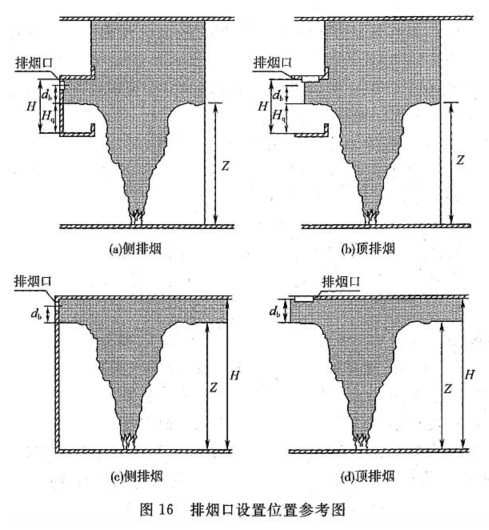 排烟口
排烟口
d_b
H
H_q
Z
d_b
H
H_q
Z
(a)侧排烟
(b)顶排烟
排烟口
排烟口
d_b
Z
H
d_b
Z
H
(c)侧排烟
(d)顶排烟
图 16 排烟口设置位置参考图